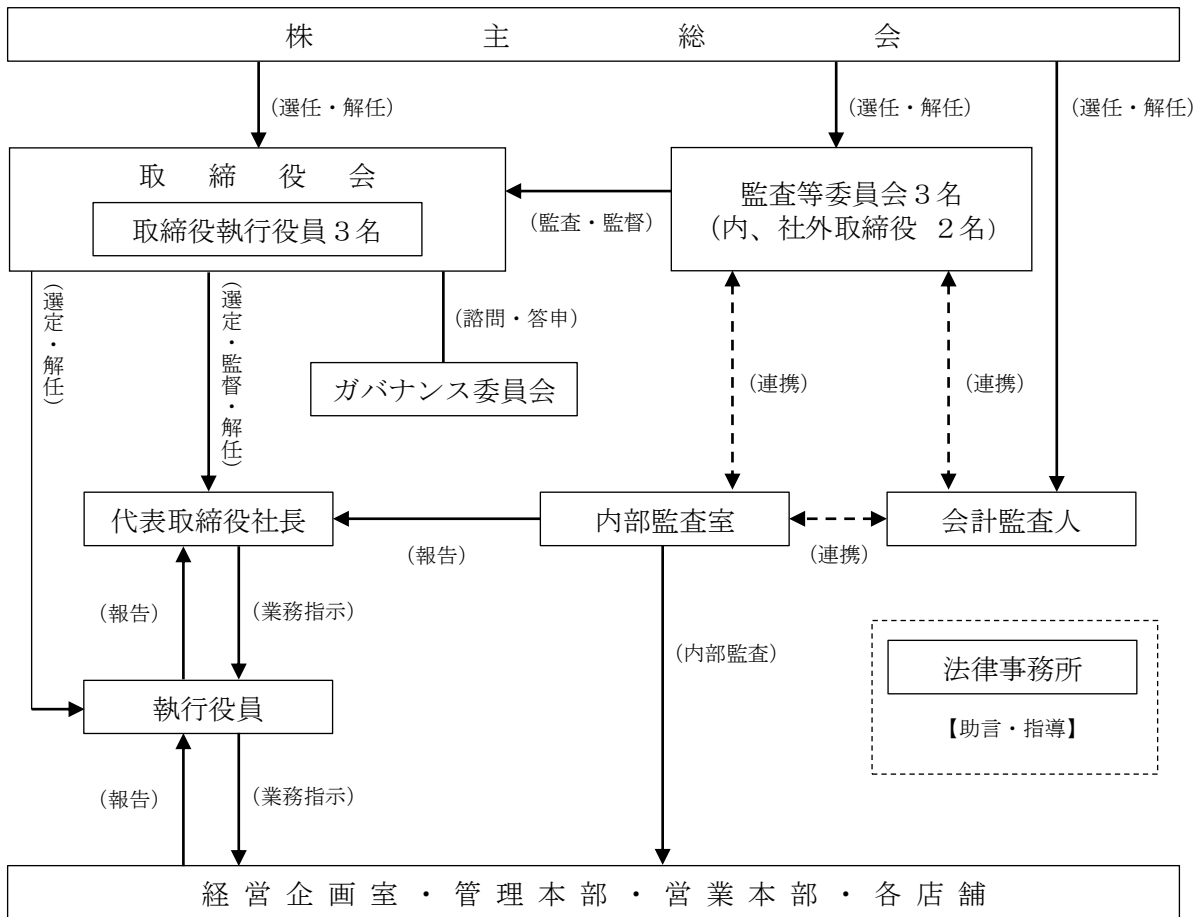 株主総会
(選任・解任)
(選任・解任)
(選任・解任)
取締役会
取締役執行役員３名
(監査・監督)
監査等委員会３名
(内、社外取締役 ２名)
(選定・解任)
(選定・監督・解任)
(諮問・答申)
ガバナンス委員会
(連携)
(連携)
代表取締役社長
(報告)
内部監査室
(連携)
会計監査人
(報告)
(業務指示)
(内部監査)
執行役員
法律事務所
【助言・指導】
(報告)
(業務指示)
経営企画室・管理本部・営業本部・各店舗